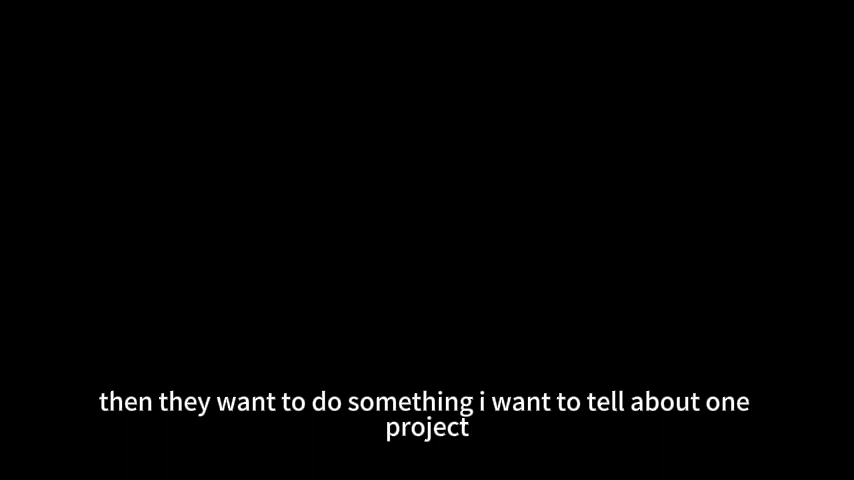 then they want to do something i want to tell about one
project